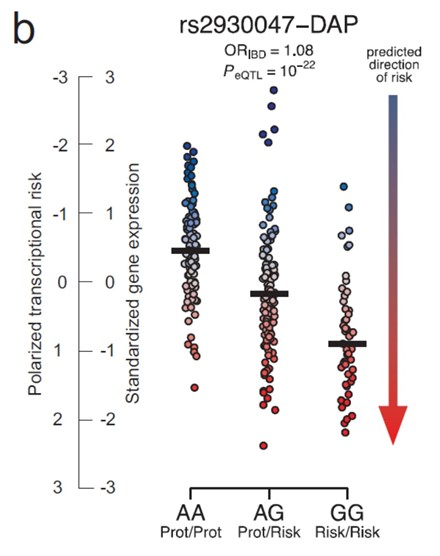 b
rs2930047−DAP
OR_IBD = 1.08
P_eQTL = 10^−22
predicted
direction
of risk
Polarized transcriptional risk
-3
-2
-1
0
1
2
3
Standardized gene expression
3
2
1
0
-1
-2
-3
AA
Prot/Prot
AG
Prot/Risk
GG
Risk/Risk